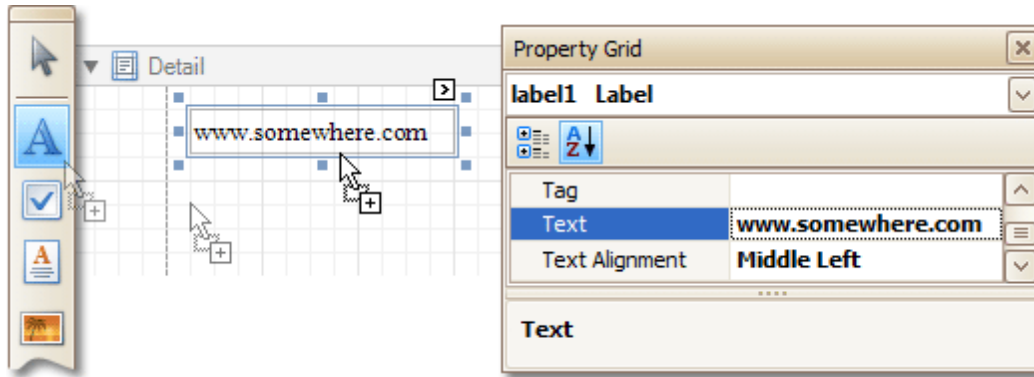 Detail
www.somewhere.com
Property Grid
label1 Label
Tag
Text www.somewhere.com
Text Alignment Middle Left
Text